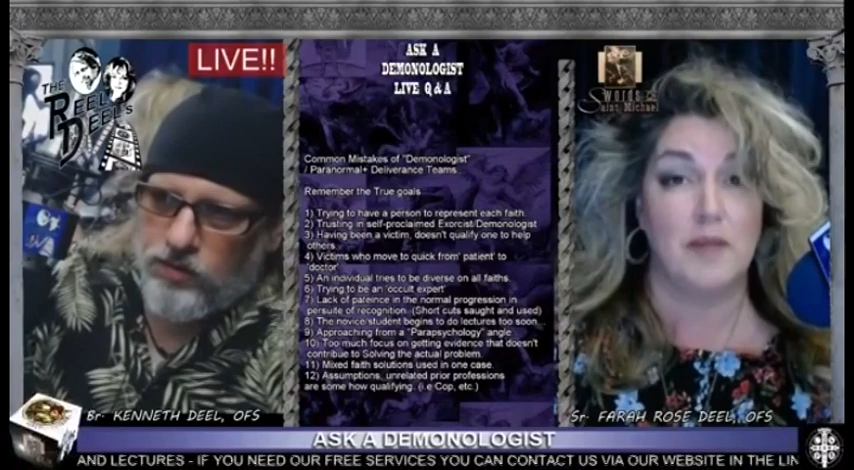 LIVE!!
THE
REEL
DEEL'S
ASK A
DEMONOLOGIST
LIVE Q&A
Swords of
Saint Michael
Common Mistakes of "Demonologist"
/ Paranormal+ Deliverance Teams.
Remember the True goals
1) Trying to have a person to represent each faith.
2) Trusting in self-proclaimed Exorcist/Demonologist
3) Having been a victim, doesn't qualify one to help
others...
4) Victims who move to quick from' patient' to
'doctor'
5) An individual tries to be diverse on all faiths.
6) Trying to be an 'occult expert'
7) Lack of pareince in the normal progression in
persuite of recognition. (Short cuts saught and used)
8) The novice/student begins to do lectures too soon...
9) Approaching from a "Parapsychology" angle
10) Too much focus on getting evidence that doesn't
contribue to Solving the actual problem.
11) Mixed faith solutions used in one case.
12) Assumptions, unrelated prior professions
are some how qualifying. (i.e Cop, etc.)
Br. KENNETH DEEL, OFS
Sr. FARAH ROSE DEEL, OFS
ASK A DEMONOLOGIST
AND LECTURES - IF YOU NEED OUR FREE SERVICES YOU CAN CONTACT US VIA OUR WEBSITE IN THE LIN